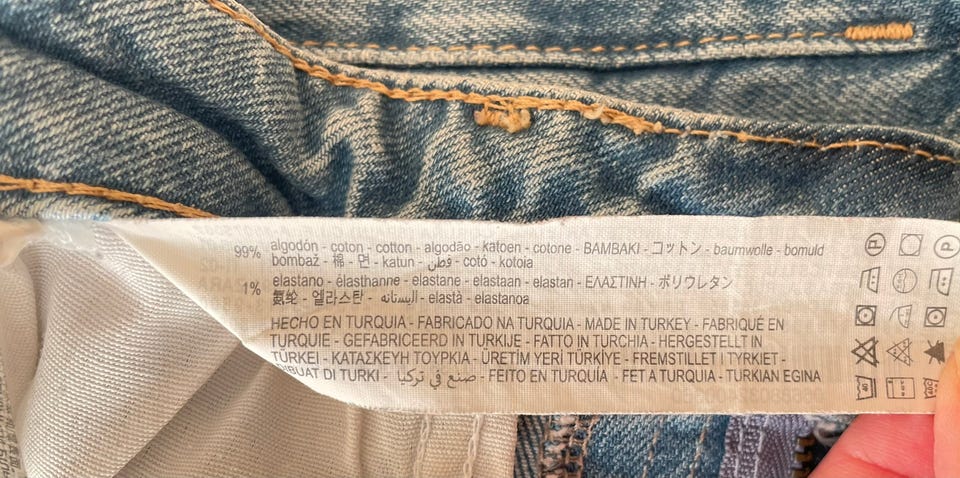 99% algodón - coton - cotton - algodão - katoen - cotone - ΒΑΜΒΑΚΙ - コットン - baumwolle - bomuld
bombaž - 棉 - 면 - katun - قطن - cotó - kotoia
1% elastano - élasthanne - elastane - elastaan - elastan - ΕΛΑΣΤΙΝΗ - ポリウレタン
氨纶 - 엘라스탄 - اليستانه - elastà - elastanoa
HECHO EN TURQUIA - FABRICADO NA TURQUIA - MADE IN TURKEY - FABRIQUÉ EN
TURQUIE - GEFABRICEERD IN TURKIJE - FATTO IN TURCHIA - HERGESTELLT IN
TÜRKEI - ΚΑΤΑΣΚΕΥΗ ΤΟΥΡΚΙΑ - ÜRETİM YERİ TÜRKİYE - FREMSTILLET I TYRKIET -
DIBUAT DI TURKI - صنع في تركيا - FEITO EN TURQUÍA - FET A TURQUIA - TURKIAN EGINA
P
P